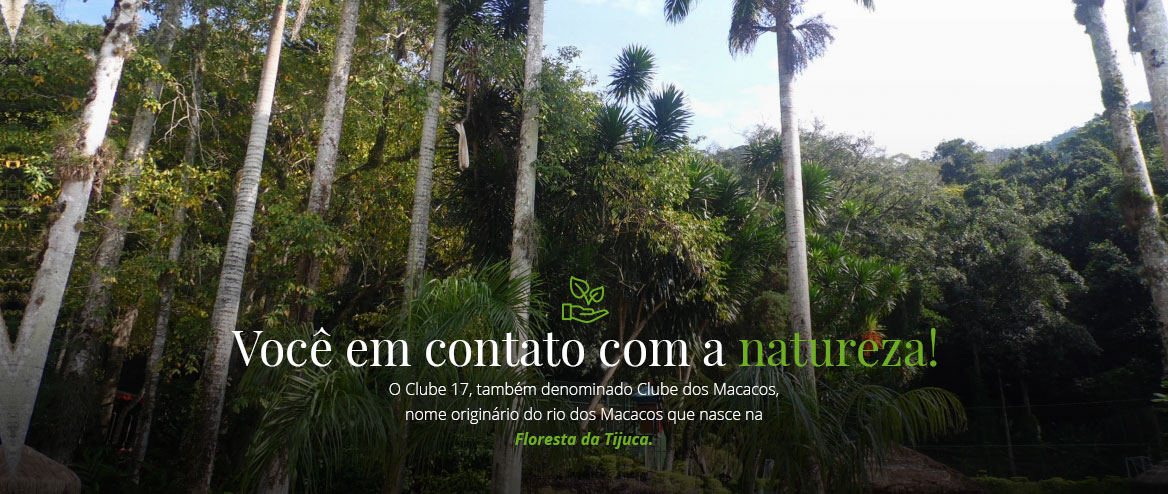 Você em contato com a natureza!
O Clube 17, também denominado Clube dos Macacos,
nome originário do rio dos Macacos que nasce na
Floresta da Tijuca.